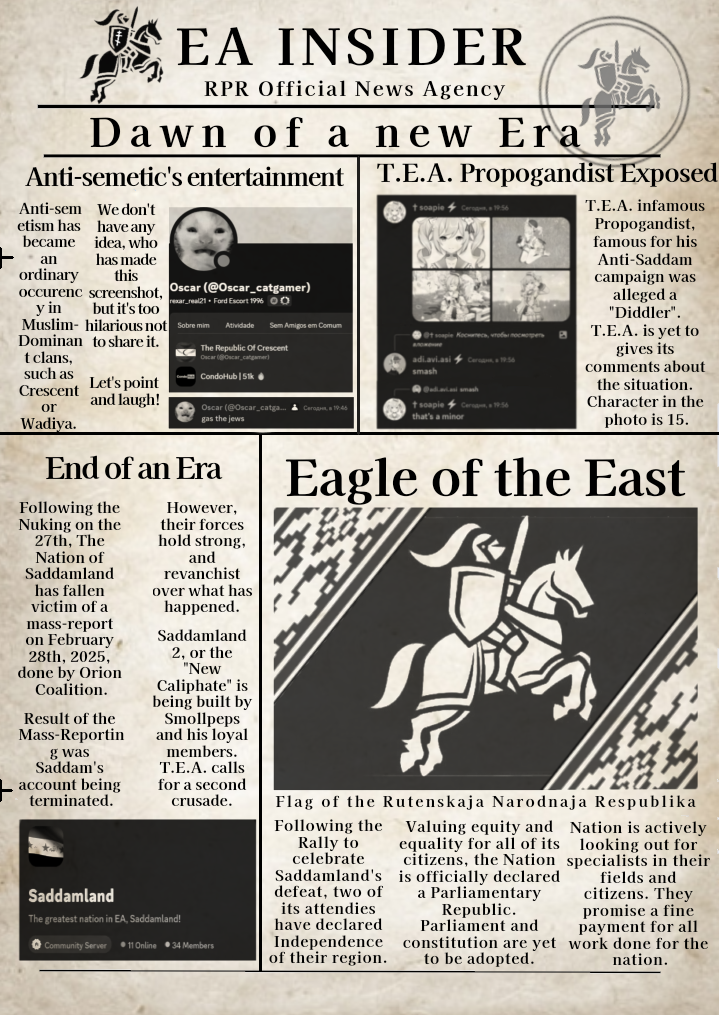 EA INSIDER
RPR Official News Agency
Dawn of a new Era
Anti-semetic's entertainment
Anti-sem
etism has
became
an
ordinary
occurenc
y in
Muslim-
Dominan
t clans,
such as
Crescent
or
Wadiya.
We don't
have any
idea, who
has made
this
screenshot,
but it's too
hilarious not
to share it.
Let's point
and laugh!
Oscar (@Oscar_catgamer)
rexar_real21 • Ford Escort 1996
Sobre mim Atividade Sem Amigos em Comum
The Republic Of Crescent
Oscar (@Oscar_catgamer)
CondoHub | 51k
Oscar (@Oscar_catga... Сегодня, в 19:46
gas the jews
T.E.A. Propogandist Exposed
† soapie ⚡ Сегодня, в 19:56
@† soapie Коснитесь, чтобы посмотреть
вложение
adi.avi.asi ⚡ Сегодня, в 19:56
smash
@adi.avi.asi smash
† soapie ⚡ Сегодня, в 19:56
that's a minor
T.E.A. infamous
Propogandist,
famous for his
Anti-Saddam
campaign was
alleged a
"Diddler".
T.E.A. is yet to
gives its
comments about
the situation.
Character in the
photo is 15.
End of an Era
Following the
Nuking on the
27th, The
Nation of
Saddamland
has fallen
victim of a
mass-report
on February
28th, 2025,
done by Orion
Coalition.
Result of the
Mass-Reportin
g was
Saddam's
account being
terminated.
However,
their forces
hold strong,
and
revanchist
over what has
happened.
Saddamland
2, or the
"New
Caliphate" is
being built by
Smollpeps
and his loyal
members.
T.E.A. calls
for a second
crusade.
Saddamland
The greatest nation in EA, Saddamland!
Community Server 11 Online 34 Members
Eagle of the East
Flag of the Rutenskaja Narodnaja Respublika
Following the
Rally to
celebrate
Saddamland's
defeat, two of
its attendies
have declared
Independence
of their region.
Valuing equity and
equality for all of its
citizens, the Nation
is officially declared
a Parliamentary
Republic.
Parliament and
constitution are yet
to be adopted.
Nation is actively
looking out for
specialists in their
fields and
citizens. They
promise a fine
payment for all
work done for the
nation.